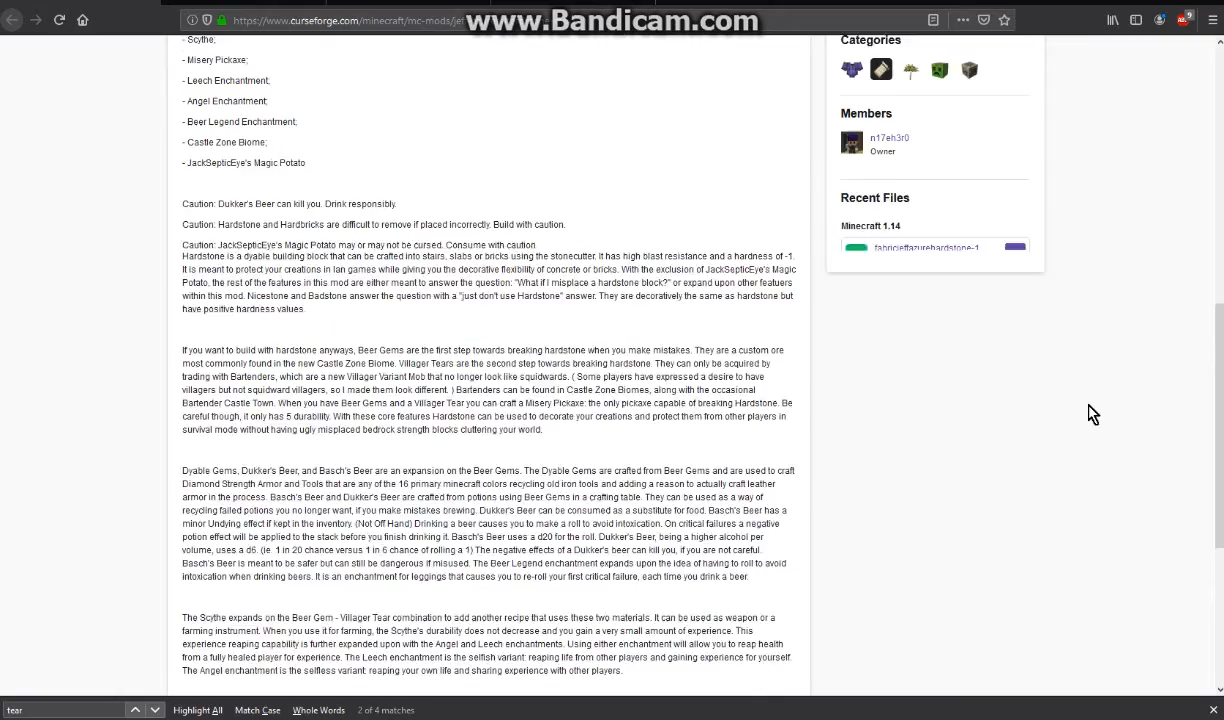 https://www.curseforge.com/minecraft/mc-mods/je
www.Bandicam.com
9
- Scythe;
- Misery Pickaxe;
- Leech Enchantment;
- Angel Enchantment;
- Beer Legend Enchantment;
- Castle Zone Biome;
- JackSepticEye's Magic Potato
Caution: Dukker's Beer can kill you. Drink responsibly.
Caution: Hardstone and Hardbricks are difficult to remove if placed incorrectly. Build with caution.
Caution: JackSepticEye's Magic Potato may or may not be cursed. Consume with caution.
Hardstone is a dyable building block that can be crafted into stairs, slabs or bricks using the stonecutter. It has high blast resistance and a hardness of -1.
It is meant to protect your creations in lan games while giving you the decorative flexibility of concrete or bricks. With the exclusion of JackSepticEye's Magic
Potato, the rest of the features in this mod are either meant to answer the question: "What if I misplace a hardstone block?" or expand upon other featuers
within this mod. Nicestone and Badstone answer the question with a "just don't use Hardstone" answer. They are decoratively the same as hardstone but
have positive hardness values.
If you want to build with hardstone anyways, Beer Gems are the first step towards breaking hardstone when you make mistakes. They are a custom ore
most commonly found in the new Castle Zone Biome. Villager Tears are the second step towards breaking hardstone. They can only be acquired by
trading with Bartenders, which are a new Villager Variant Mob that no longer look like squidwards. ( Some players have expressed a desire to have
villagers but not squidward villagers, so I made them look different. ) Bartenders can be found in Castle Zone Biomes, along with the occasional
Bartender Castle Town. When you have Beer Gems and a Villager Tear you can craft a Misery Pickaxe: the only pickaxe capable of breaking Hardstone. Be
careful though, it only has 5 durability. With these core features Hardstone can be used to decorate your creations and protect them from other players in
survival mode without having ugly misplaced bedrock strength blocks cluttering your world.
Dyable Gems, Dukker's Beer, and Basch's Beer are an expansion on the Beer Gems. The Dyable Gems are crafted from Beer Gems and are used to craft
Diamond Strength Armor and Tools that are any of the 16 primary minecraft colors recycling old iron tools and adding a reason to actually craft leather
armor in the process. Basch's Beer and Dukker's Beer are crafted from potions using Beer Gems in a crafting table. They can be used as a way of
recycling failed potions you no longer want, if you make mistakes brewing. Dukker's Beer can be consumed as a substitute for food. Basch's Beer has a
minor Undying effect if kept in the inventory. (Not Off Hand) Drinking a beer causes you to make a roll to avoid intoxication. On critical failures a negative
potion effect will be applied to the stack before you finish drinking it. Basch's Beer uses a d20 for the roll. Dukker's Beer, being a higher alcohol per
volume, uses a d6. (ie 1 in 20 chance versus 1 in 6 chance of rolling a 1) The negative effects of a Dukker's beer can kill you, if you are not careful.
Basch's Beer is meant to be safer but can still be dangerous if misused. The Beer Legend enchantment expands upon the idea of having to roll to avoid
intoxication when drinking beers. It is an enchantment for leggings that causes you to re-roll your first critical failure, each time you drink a beer.
The Scythe expands on the Beer Gem - Villager Tear combination to add another recipe that uses these two materials. It can be used as weapon or a
farming instrument. When you use it for farming, the Scythe's durability does not decrease and you gain a very small amount of experience. This
experience reaping capability is further expanded upon with the Angel and Leech enchantments. Using either enchantment will allow you to reap health
from a fully healed player for experience. The Leech enchantment is the selfish variant: reaping life from other players and gaining experience for yourself.
The Angel enchantment is the selfless variant: reaping your own life and sharing experience with other players.
Categories
Members
n17eh3r0
Owner
Recent Files
Minecraft 1.14
fabricjeffazurehardstone-1
tear
Highlight All
Match Case
Whole Words
2 of 4 matches